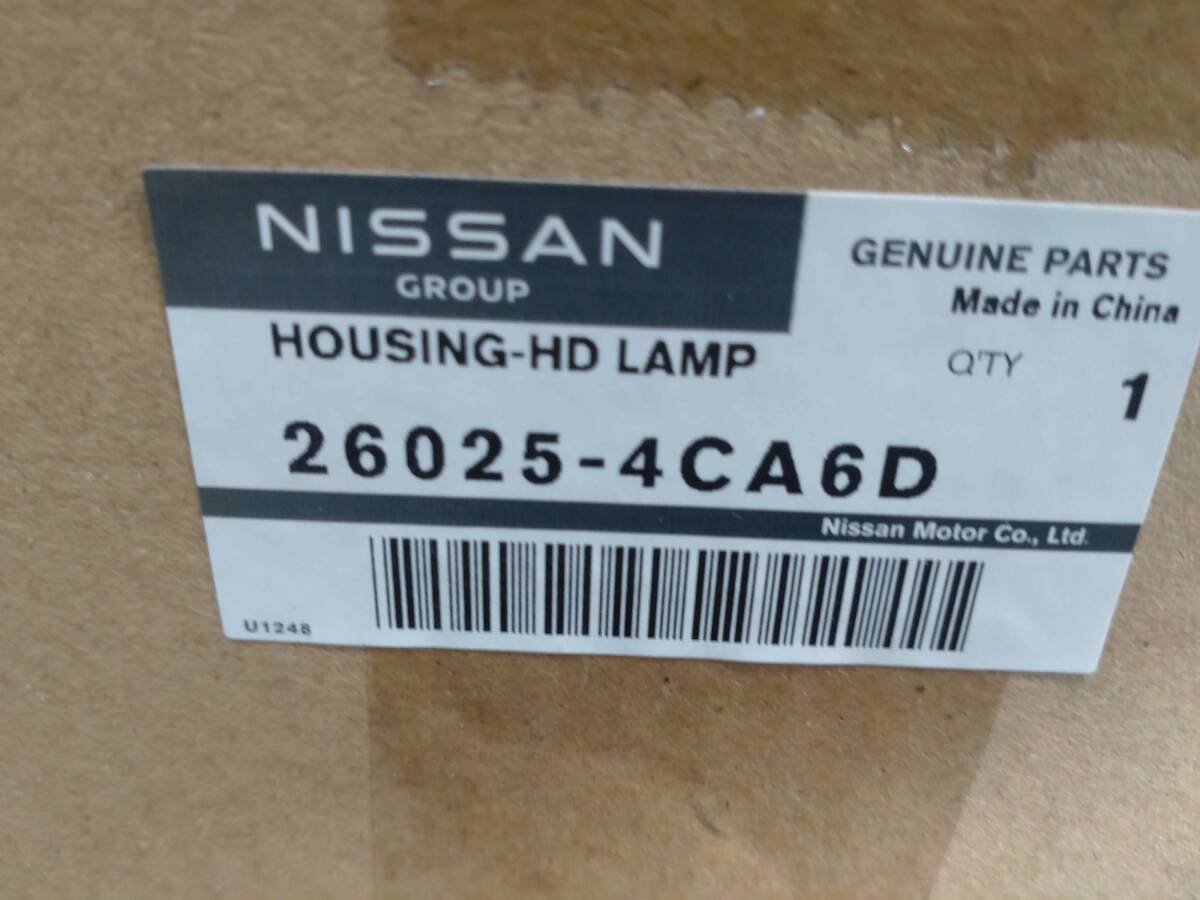 NISSAN
GROUP
GENUINE PARTS
Made in China
HOUSING-HD LAMP
Q'TY
1
26025-4CA6D
Nissan Motor Co., Ltd.
U1248